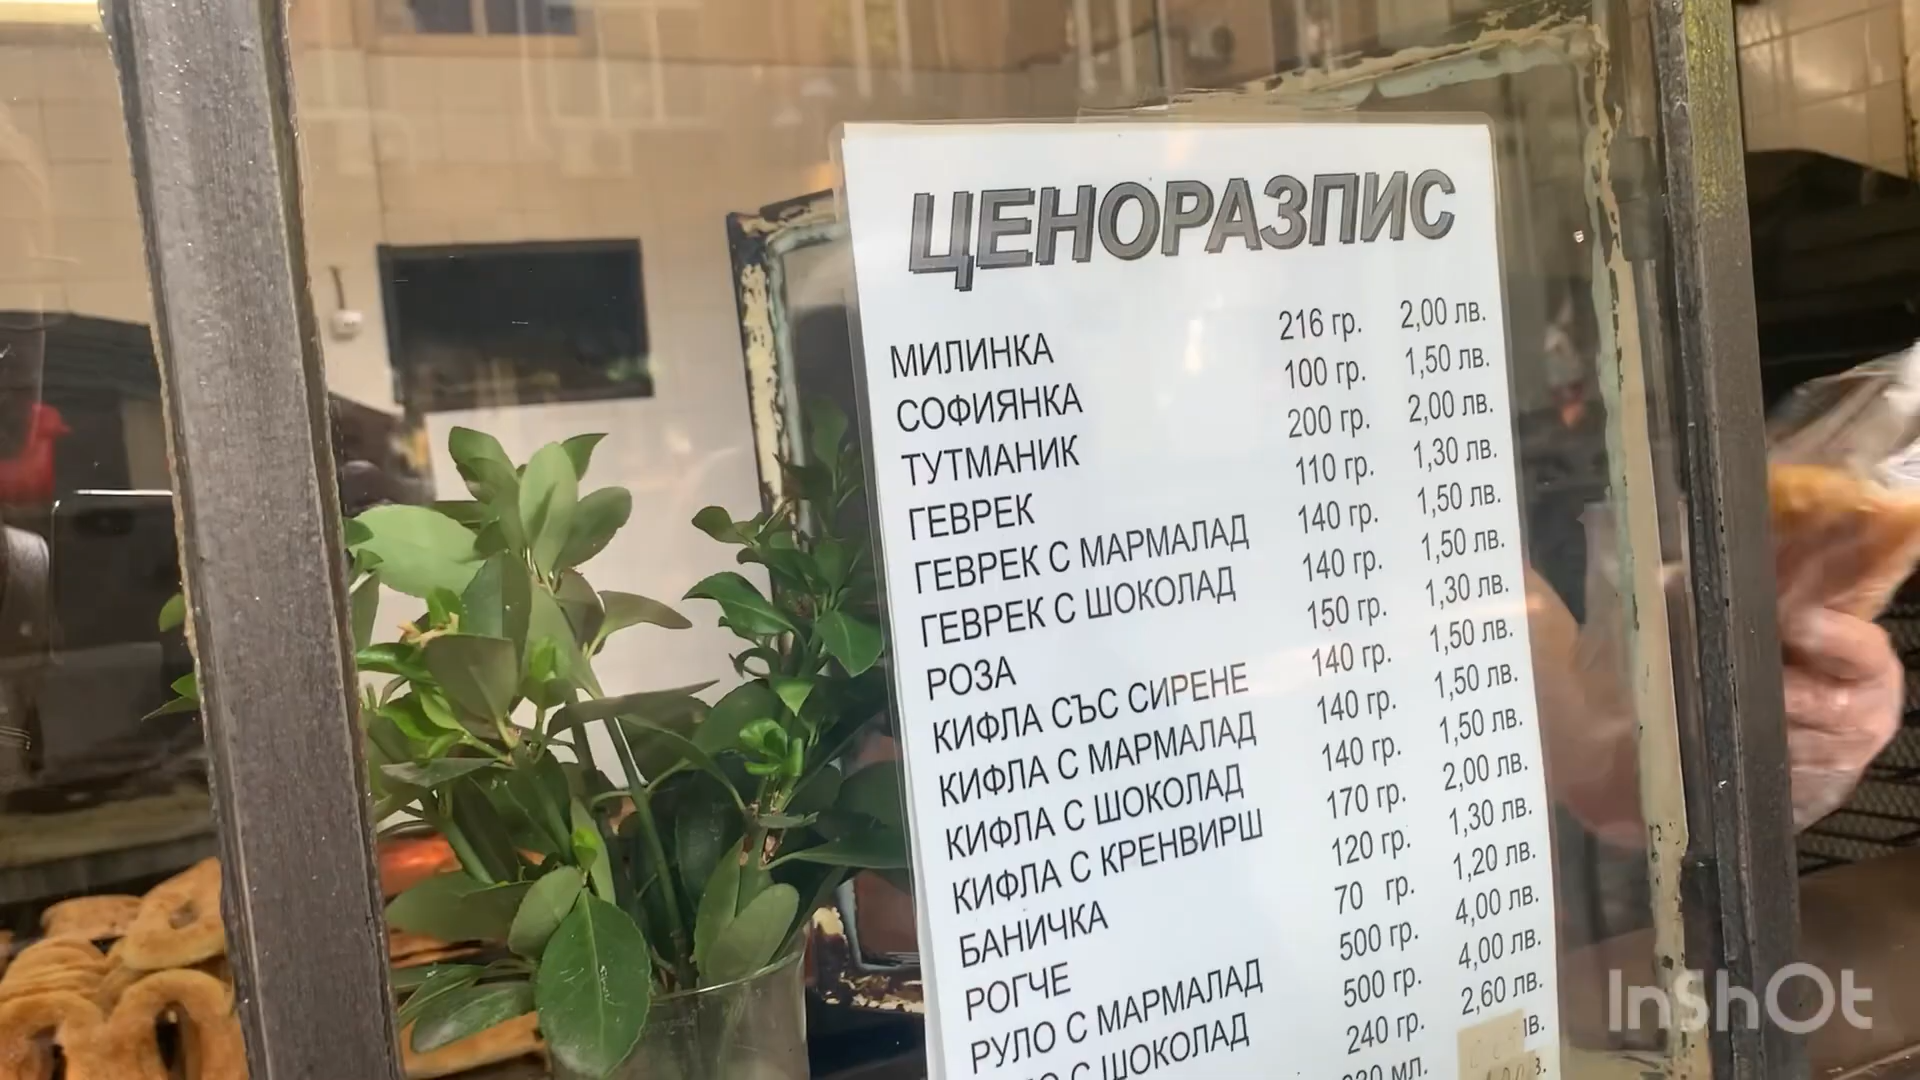 ЦЕНОРАЗПИС
МИЛИНКА 216 гр. 2,00 лв.
СОФИЯНКА 100 гр. 1,50 лв.
ТУТМАНИК 200 гр. 2,00 лв.
ГЕВРЕК 110 гр. 1,30 лв.
ГЕВРЕК С МАРМАЛАД 140 гр. 1,50 лв.
ГЕВРЕК С ШОКОЛАД 140 гр. 1,50 лв.
РОЗА 150 гр. 1,30 лв.
КИФЛА СЪС СИРЕНЕ 140 гр. 1,50 лв.
КИФЛА С МАРМАЛАД 140 гр. 1,50 лв.
КИФЛА С ШОКОЛАД 140 гр. 1,50 лв.
КИФЛА С КРЕНВИРШ 170 гр. 2,00 лв.
БАНИЧКА 120 гр. 1,30 лв.
РОГЧЕ 70 гр. 1,20 лв.
РУЛО С МАРМАЛАД 500 гр. 4,00 лв.
С ШОКОЛАД 500 гр. 4,00 лв.
240 гр. 2,60 лв.
мл.
InShOt